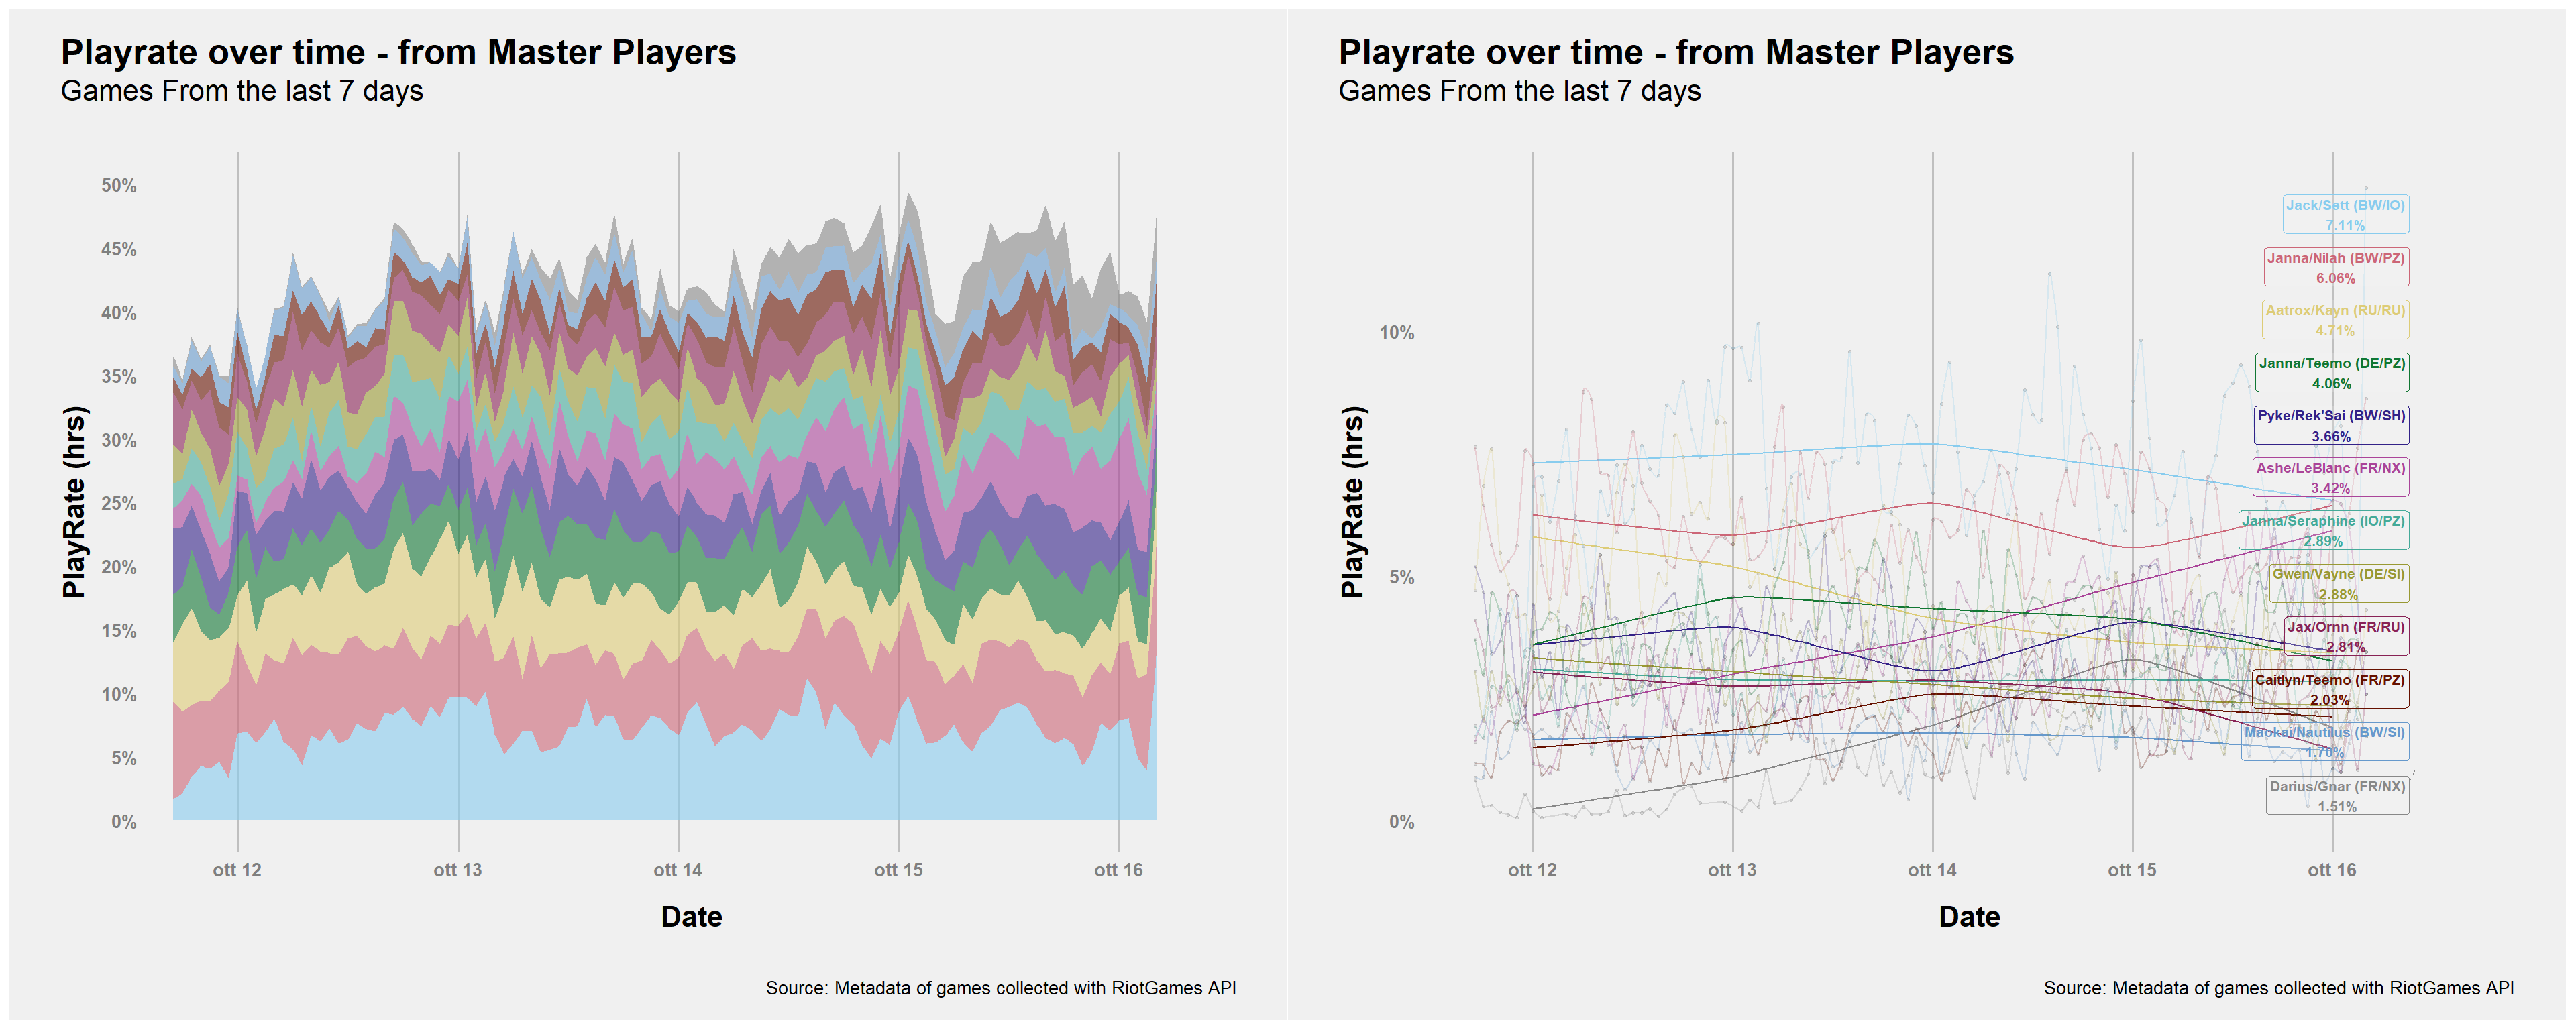 Playrate over time - from Master Players
Games From the last 7 days
PlayRate (hrs)
50%
45%
40%
35%
30%
25%
20%
15%
10%
5%
0%
ott 12
ott 13
ott 14
ott 15
ott 16
Date
Source: Metadata of games collected with RiotGames API
Playrate over time - from Master Players
Games From the last 7 days
PlayRate (hrs)
10%
5%
0%
Jack/Sett (BW/IO)
7.11%
Janna/Nilah (BW/PZ)
6.06%
Aatrox/Kayn (RU/RU)
4.71%
Janna/Teemo (DE/PZ)
4.06%
Pyke/Rek'Sai (BW/SH)
3.66%
Ashe/LeBlanc (FR/NX)
3.42%
Janna/Seraphine (IO/PZ)
2.89%
Gwen/Vayne (DE/SI)
2.88%
Jax/Ornn (FR/RU)
2.81%
Caitlyn/Teemo (FR/PZ)
2.03%
Maokai/Nautilus (BW/SI)
1.70%
Darius/Gnar (FR/NX)
1.51%
ott 12
ott 13
ott 14
ott 15
ott 16
Date
Source: Metadata of games collected with RiotGames API